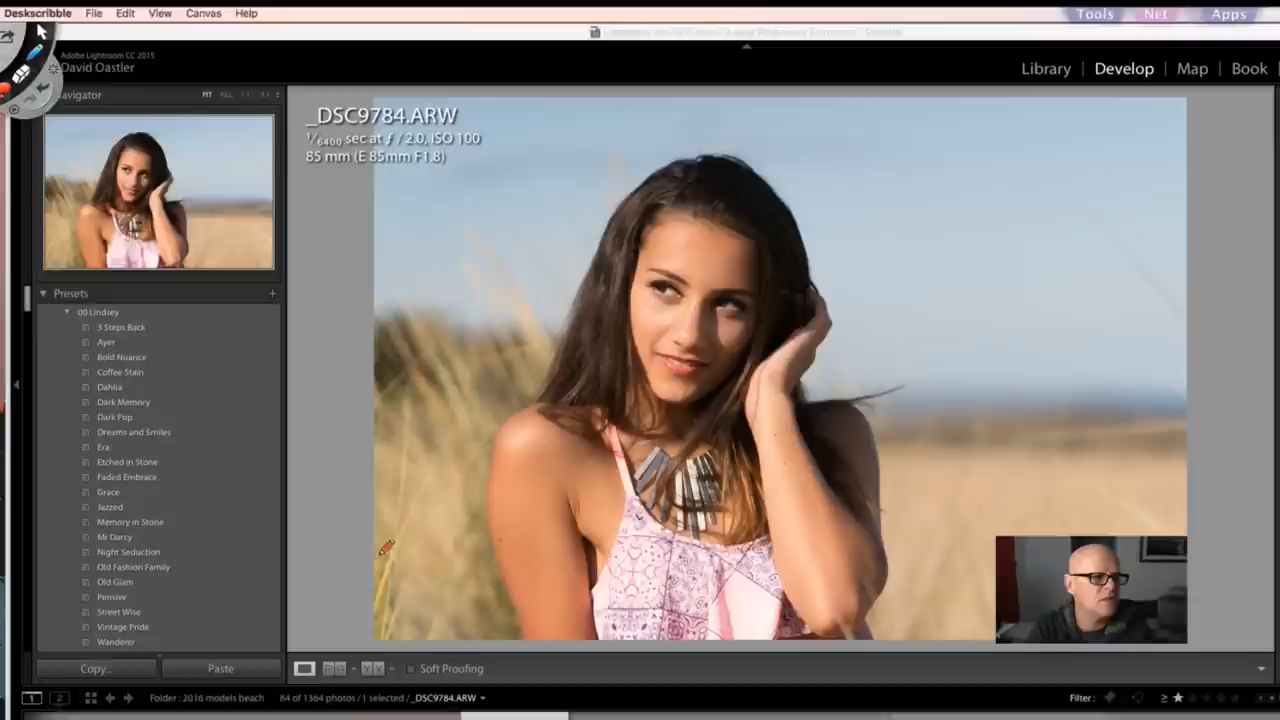 Deskscribble File Edit View Canvas Help
Tools Net Apps
Adobe Lightroom CC 2015
David Oastler
Library | Develop | Map | Book
avigator
FIT
_DSC9784.ARW
1/6400 sec at ƒ / 2.0, ISO 100
85 mm (E 85mm F1.8)
Presets +
00 Lindsey
3 Steps Back
Ayer
Bold Nuance
Coffee Stain
Dahlia
Dark Memory
Dark Pop
Dreams and Smiles
Era
Etched in Stone
Faded Embrace
Grace
Jazzed
Memory in Stone
Mr Darcy
Night Seduction
Old Fashion Family
Old Glam
Pensive
Street Wise
Vintage Pride
Wanderer
Copy... Paste
Soft Proofing
1 2 Folder : 2016 models beach 84 of 1364 photos / 1 selected / _DSC9784.ARW
Filter : ≥